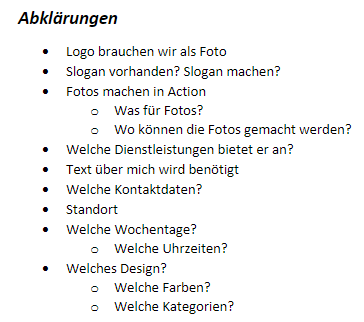 Abklärungen
• Logo brauchen wir als Foto
• Slogan vorhanden? Slogan machen?
• Fotos machen in Action
o Was für Fotos?
o Wo können die Fotos gemacht werden?
• Welche Dienstleistungen bietet er an?
• Text über mich wird benötigt
• Welche Kontaktdaten?
• Standort
• Welche Wochentage?
o Welche Uhrzeiten?
• Welches Design?
o Welche Farben?
o Welche Kategorien?